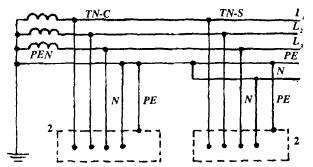 TN-C TN-S L₁
L₂
L₃
PEN PE
N
N PE N PE
2 2